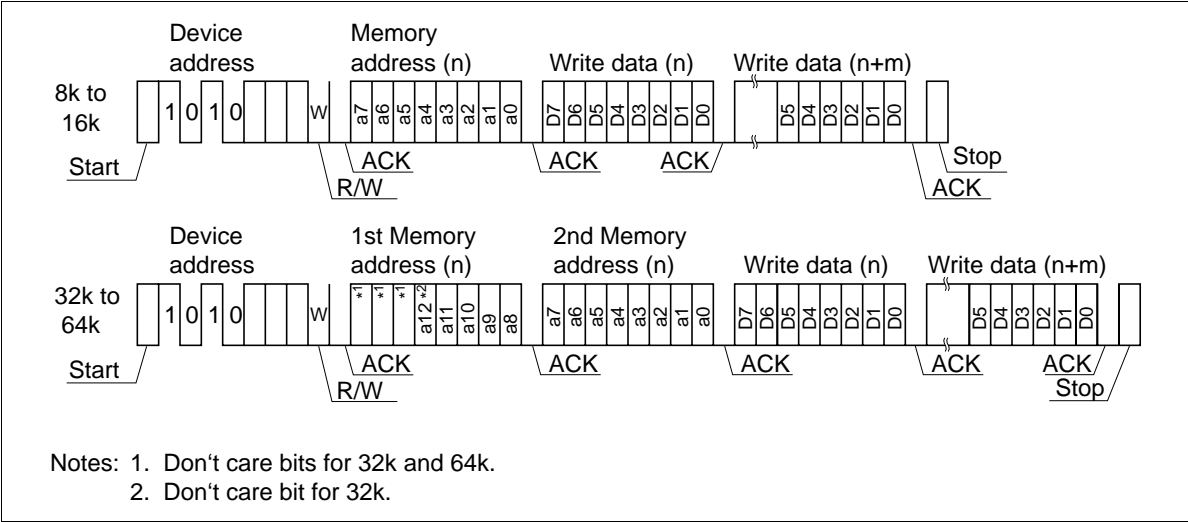 Device Memory
address address (n) Write data (n) Write data (n+m)
8k to
16k
1 0 1 0 W a7 a6 a5 a4 a3 a2 a1 a0 D7 D6 D5 D4 D3 D2 D1 D0 D5 D4 D3 D2 D1 D0
Start ACK ACK ACK Stop
R/W ACK
Device 1st Memory 2nd Memory
address address (n) address (n) Write data (n) Write data (n+m)
32k to
64k
1 0 1 0 W *1 *1 *1 a12 *2 a11 a10 a9 a8 a7 a6 a5 a4 a3 a2 a1 a0 D7 D6 D5 D4 D3 D2 D1 D0 D5 D4 D3 D2 D1 D0
Start ACK ACK ACK ACK ACK
R/W Stop
Notes: 1. Don‘t care bits for 32k and 64k.
2. Don‘t care bit for 32k.